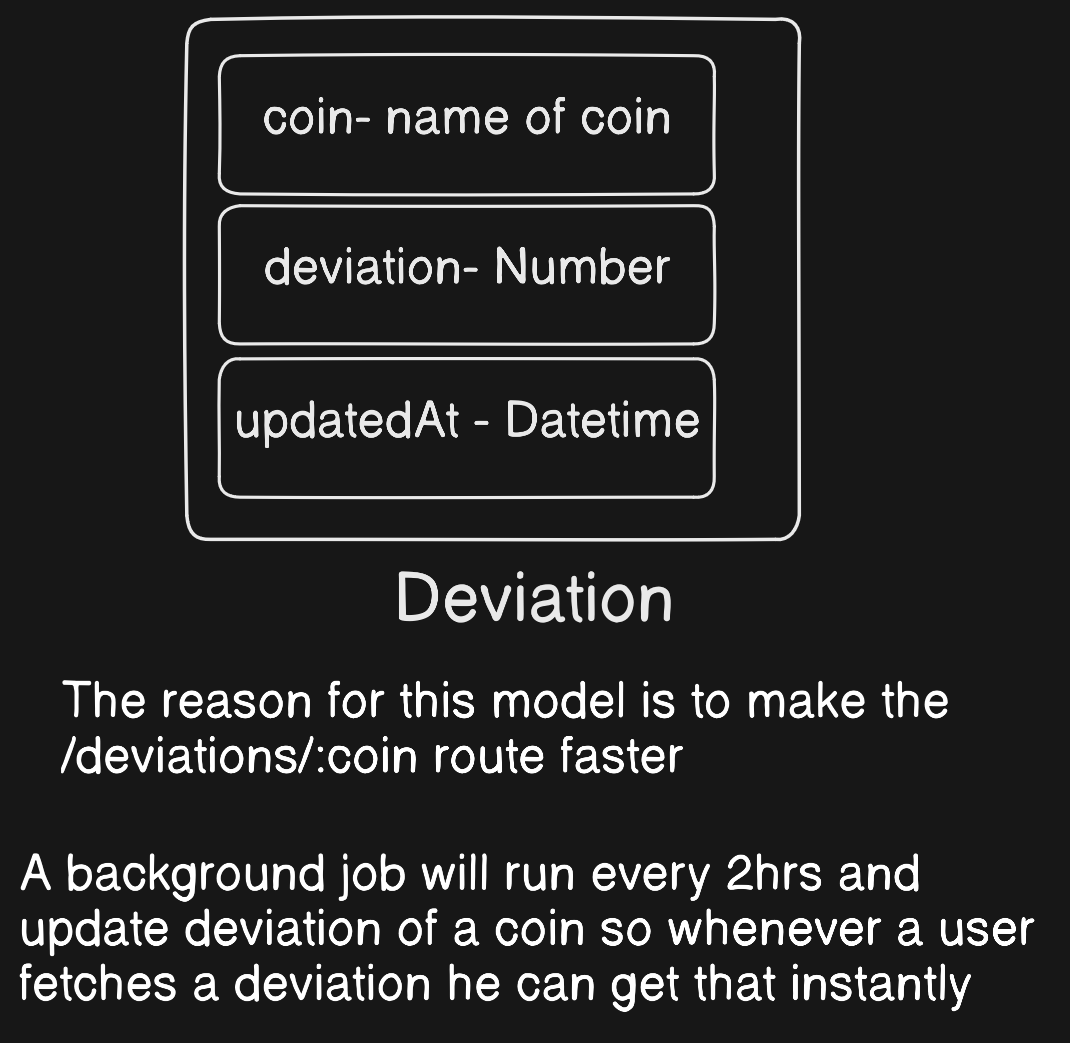 coin- name of coin
deviation- Number
updatedAt - Datetime
Deviation
The reason for this model is to make the
/deviations/:coin route faster
A background job will run every 2hrs and
update deviation of a coin so whenever a user
fetches a deviation he can get that instantly